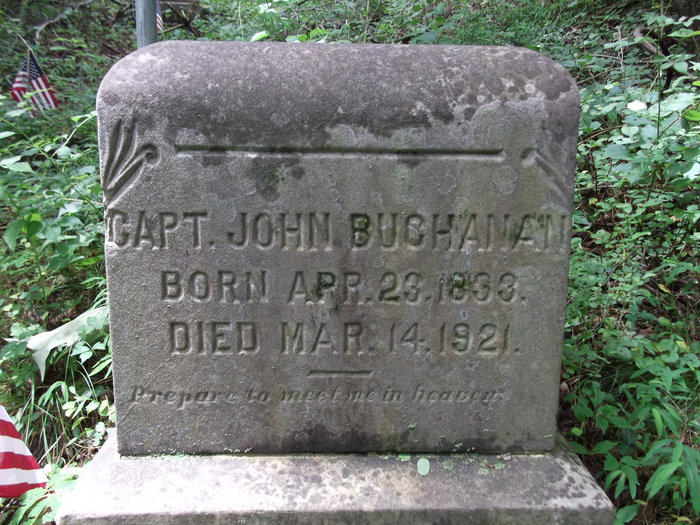 CAPT. JOHN BUCHANAN
BORN APR. 23. 1833.
DIED MAR. 14. 1921.
Prepare to meet me in heaven.